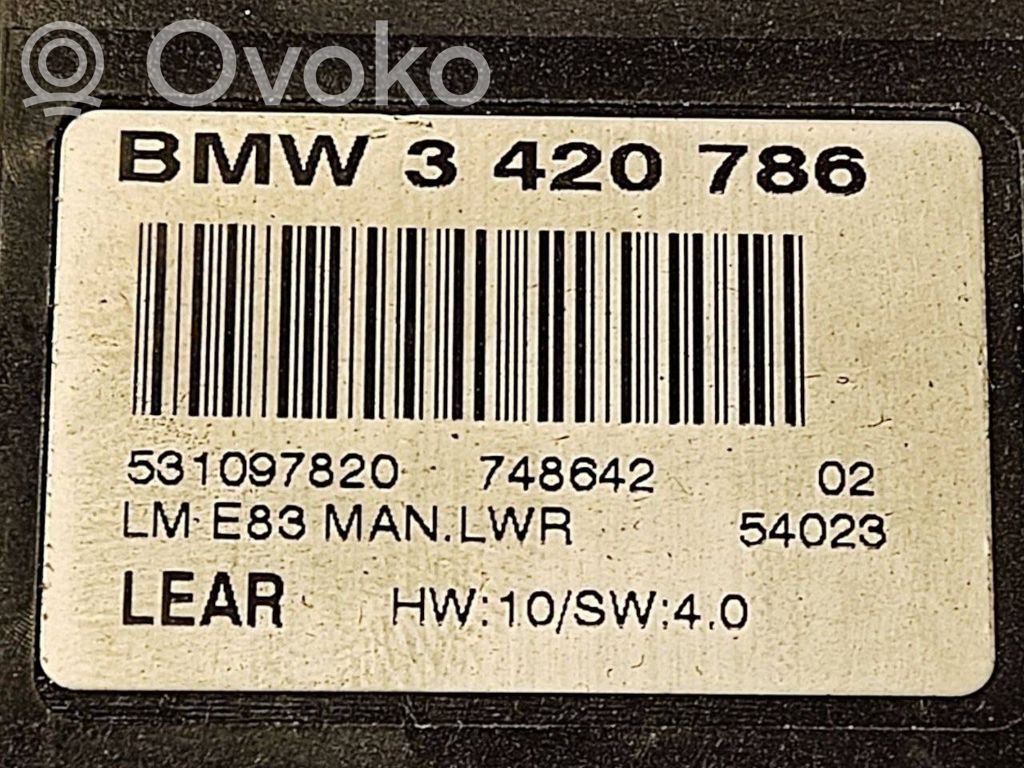 Ovoko
BMW 3 420 786
531097820 748642 02
LM E83 MAN.LWR 54023
LEAR HW:10/SW:4.0